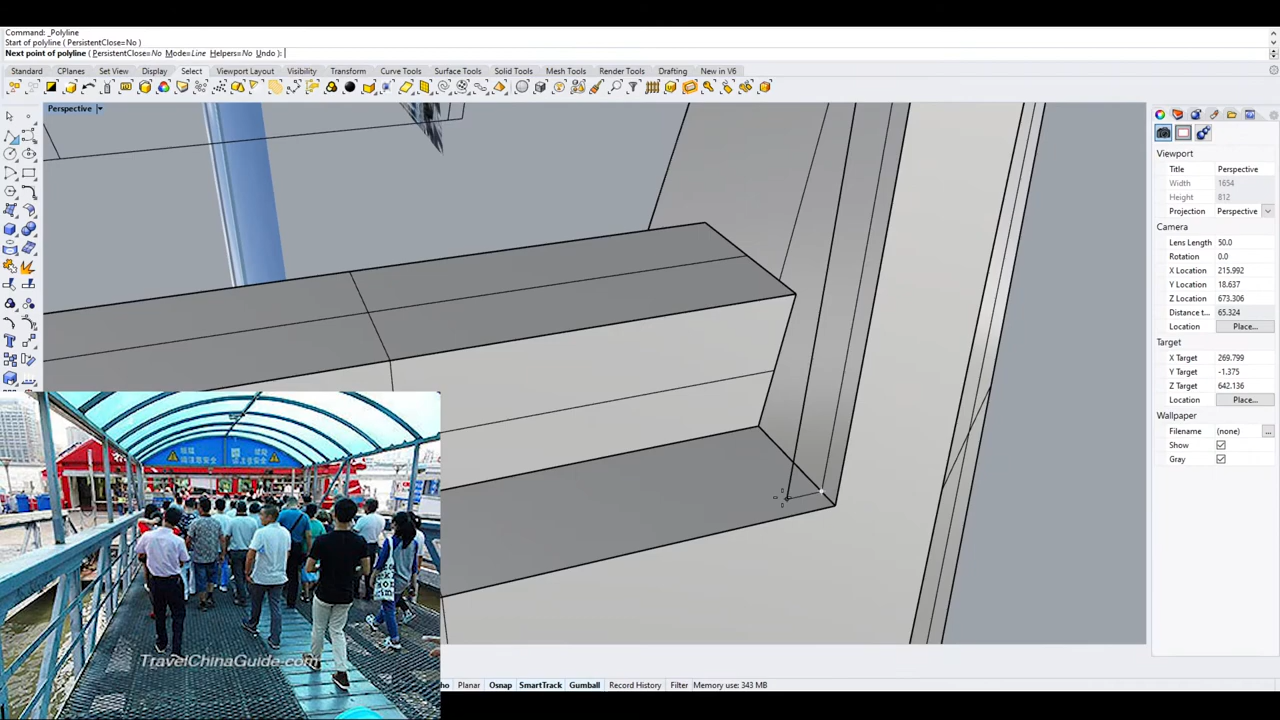 Command: _Polyline
Start of polyline ( PersistentClose=No )
Next point of polyline ( PersistentClose=No Mode=Line Helpers=No Undo ):
Standard CPlanes Set View Display Select Viewport Layout Visibility Transform Curve Tools Surface Tools Solid Tools Mesh Tools Render Tools Drafting New in V6
Perspective
Viewport
Title Perspective
Width 1654
Height 812
Projection Perspective
Camera
Lens Length 50.0
Rotation 0.0
X Location 215.992
Y Location 18.637
Z Location 673.306
Distance t... 65.324
Location Place...
Target
X Target 269.799
Y Target -1.375
Z Target 642.136
Location Place...
Wallpaper
Filename (none) ...
Show
Gray
TravelChinaGuide.com
Planar Osnap SmartTrack Gumball Record History Filter Memory use: 343 MB